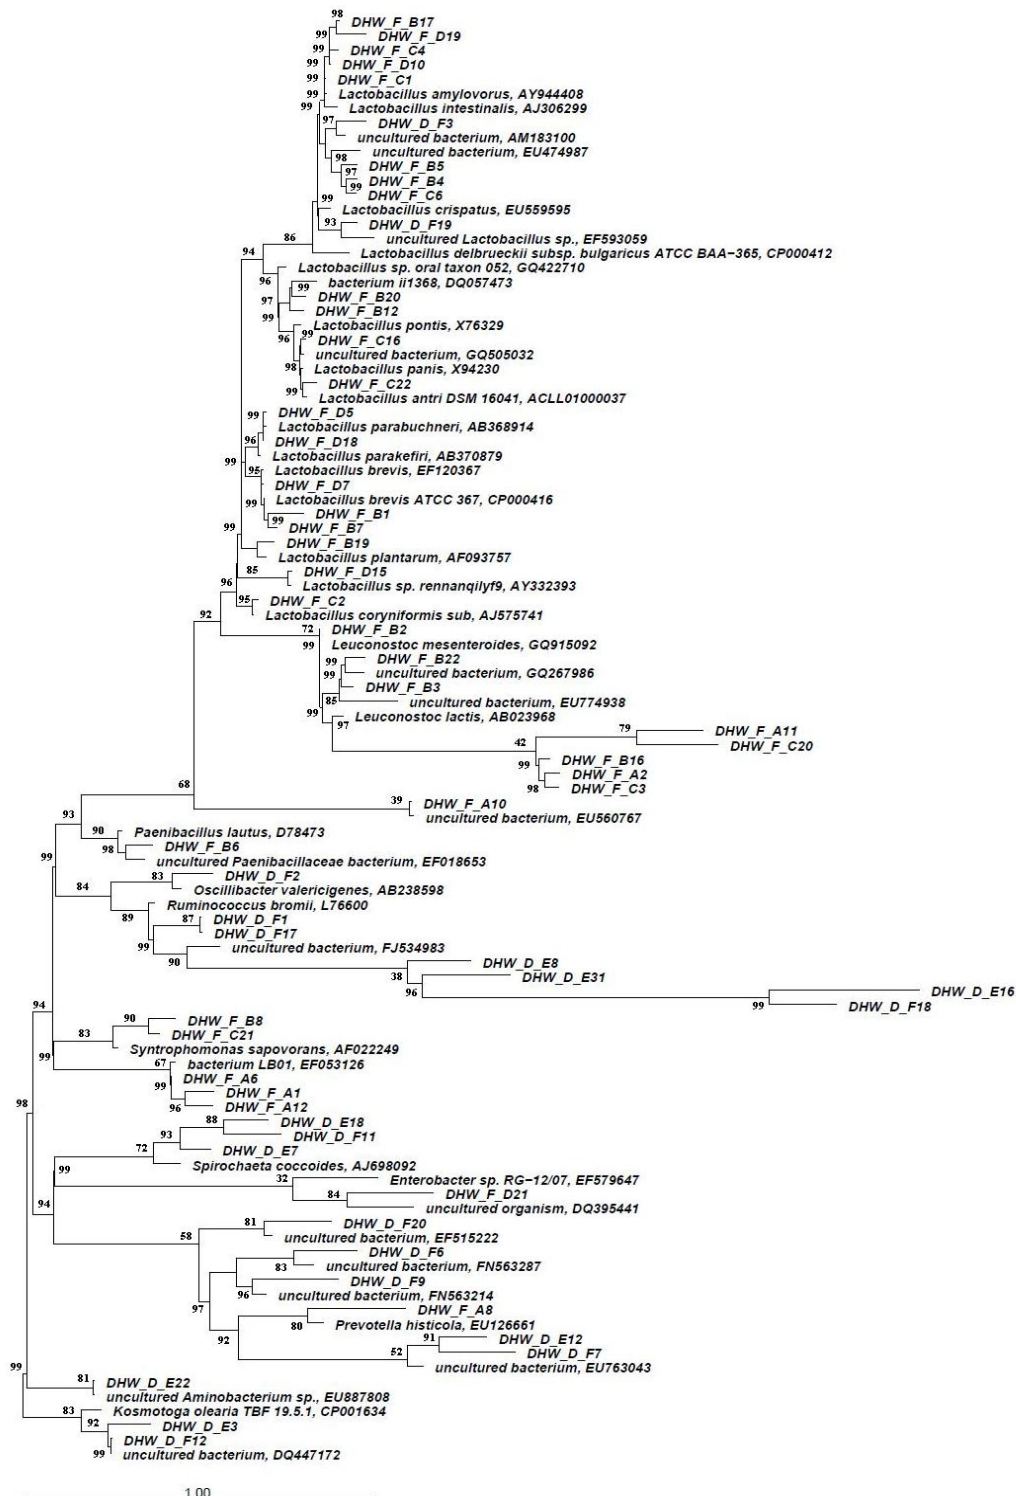 98
DHW_F_B17
99
DHW_F_D19
99
DHW_F_C4
DHW_F_D10
99
DHW_F_C1
99
Lactobacillus amylovorus, AY944408
99
Lactobacillus intestinalis, AJ306299
97
DHW_D_F3
uncultured bacterium, AM183100
uncultured bacterium, EU474987
98
DHW_F_B5
97
DHW_F_B4
99
DHW_F_C6
99
Lactobacillus crispatus, EU559595
93
DHW_D_F19
86
uncultured Lactobacillus sp., EF593059
94
Lactobacillus delbrueckii subsp. bulgaricus ATCC BAA−365, CP000412
Lactobacillus sp. oral taxon 052, GQ422710
96
bacterium ii1368, DQ057473
99
97
DHW_F_B20
99
DHW_F_B12
Lactobacillus pontis, X76329
96
99
DHW_F_C16
uncultured bacterium, GQ505032
98
Lactobacillus panis, X94230
DHW_F_C22
99
Lactobacillus antri DSM 16041, ACLL01000037
99
DHW_F_D5
Lactobacillus parabuchneri, AB368914
96
DHW_F_D18
99
Lactobacillus parakefiri, AB370879
95
Lactobacillus brevis, EF120367
DHW_F_D7
99
Lactobacillus brevis ATCC 367, CP000416
99
DHW_F_B1
99
DHW_F_B7
DHW_F_B19
Lactobacillus plantarum, AF093757
85
DHW_F_D15
96
Lactobacillus sp. rennanqilyf9, AY332393
95
DHW_F_C2
92
Lactobacillus coryniformis sub, AJ575741
72
DHW_F_B2
99
Leuconostoc mesenteroides, GQ915092
99
DHW_F_B22
99
uncultured bacterium, GQ267986
DHW_F_B3
85
uncultured bacterium, EU774938
99
97
Leuconostoc lactis, AB023968
79
DHW_F_A11
42
DHW_F_C20
99
DHW_F_B16
DHW_F_A2
98
DHW_F_C3
68
39
DHW_F_A10
uncultured bacterium, EU560767
93
90
Paenibacillus lautus, D78473
98
DHW_F_B6
99
uncultured Paenibacillaceae bacterium, EF018653
83
DHW_D_F2
84
Oscillibacter valericigenes, AB238598
Ruminococcus bromii, L76600
89
87
DHW_D_F1
DHW_D_F17
99
uncultured bacterium, FJ534983
90
DHW_D_E8
38
DHW_D_E31
96
DHW_D_E16
99
DHW_D_F18
94
90
DHW_F_B8
83
DHW_F_C21
Syntrophomonas sapovorans, AF022249
99
67
bacterium LB01, EF053126
99
DHW_F_A6
DHW_F_A1
96
DHW_F_A12
98
88
DHW_D_E18
93
DHW_D_F11
72
DHW_D_E7
99
Spirochaeta coccoides, AJ698092
32
Enterobacter sp. RG−12/07, EF579647
84
DHW_F_D21
94
uncultured organism, DQ395441
81
DHW_D_F20
58
uncultured bacterium, EF515222
DHW_D_F6
83
uncultured bacterium, FN563287
DHW_D_F9
96
uncultured bacterium, FN563214
97
DHW_F_A8
80
Prevotella histicola, EU126661
92
91
DHW_D_E12
52
DHW_D_F7
uncultured bacterium, EU763043
99
81
DHW_D_E22
uncultured Aminobacterium sp., EU887808
83
Kosmotoga olearia TBF 19.5.1, CP001634
92
DHW_D_E3
DHW_D_F12
99
uncultured bacterium, DQ447172
1.00